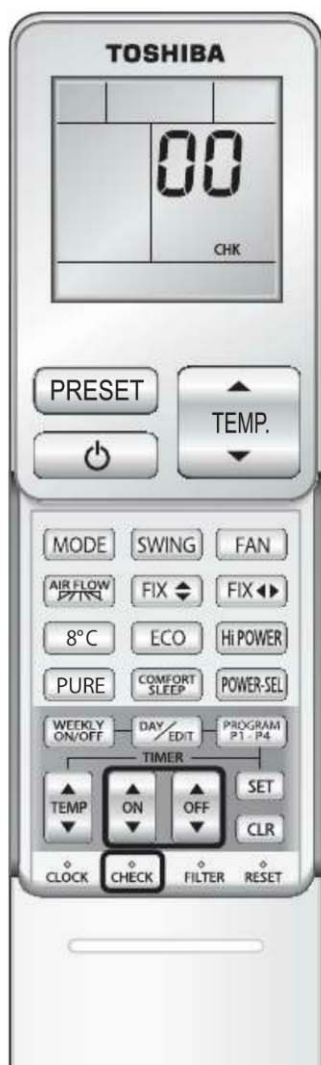 TOSHIBA
00
CHK
PRESET
TEMP.
MODE SWING FAN
AIR FLOW FIX FIX
8°C ECO Hi POWER
PURE COMFORT SLEEP POWER-SEL
WEEKLY ON/OFF DAY/EDIT PROGRAM P1 - P4
TIMER
TEMP ON OFF SET
CLR
CLOCK CHECK FILTER RESET